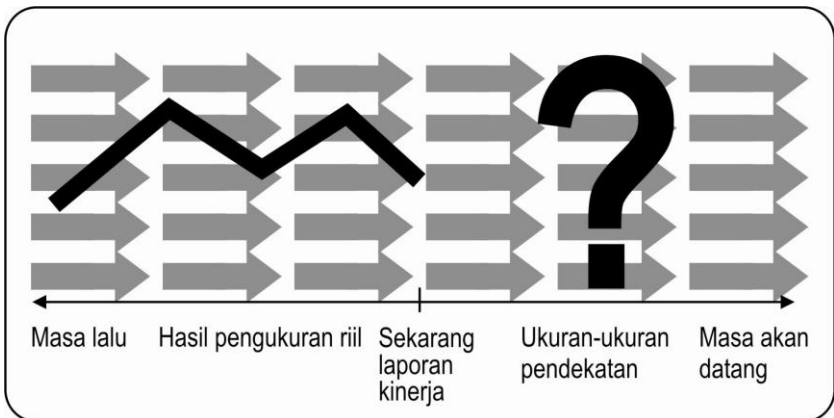 ?
Masa lalu
Hasil pengukuran riil
Sekarang
laporan
kinerja
Ukuran-ukuran
pendekatan
Masa akan
datang